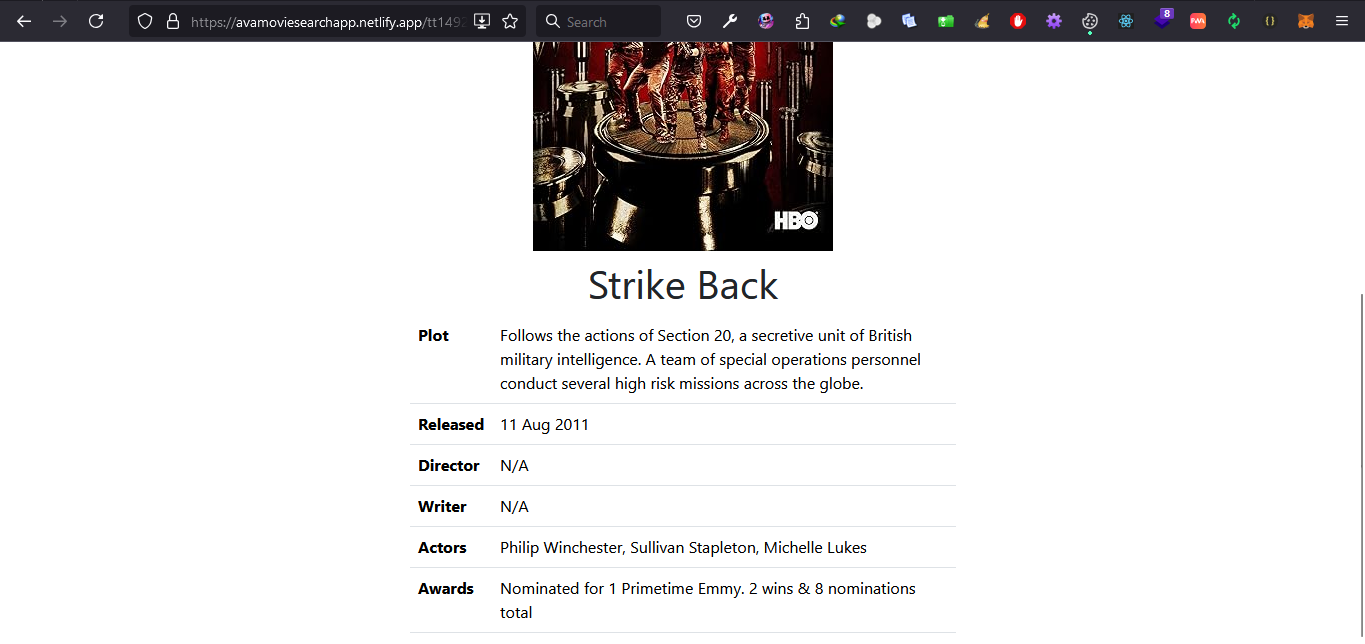 https://avamoviesearchapp.netlify.app/tt1492
Search
8
PWA
HBO
Strike Back
Plot
Follows the actions of Section 20, a secretive unit of British
military intelligence. A team of special operations personnel
conduct several high risk missions across the globe.
Released 11 Aug 2011
Director N/A
Writer N/A
Actors Philip Winchester, Sullivan Stapleton, Michelle Lukes
Awards Nominated for 1 Primetime Emmy. 2 wins & 8 nominations
total